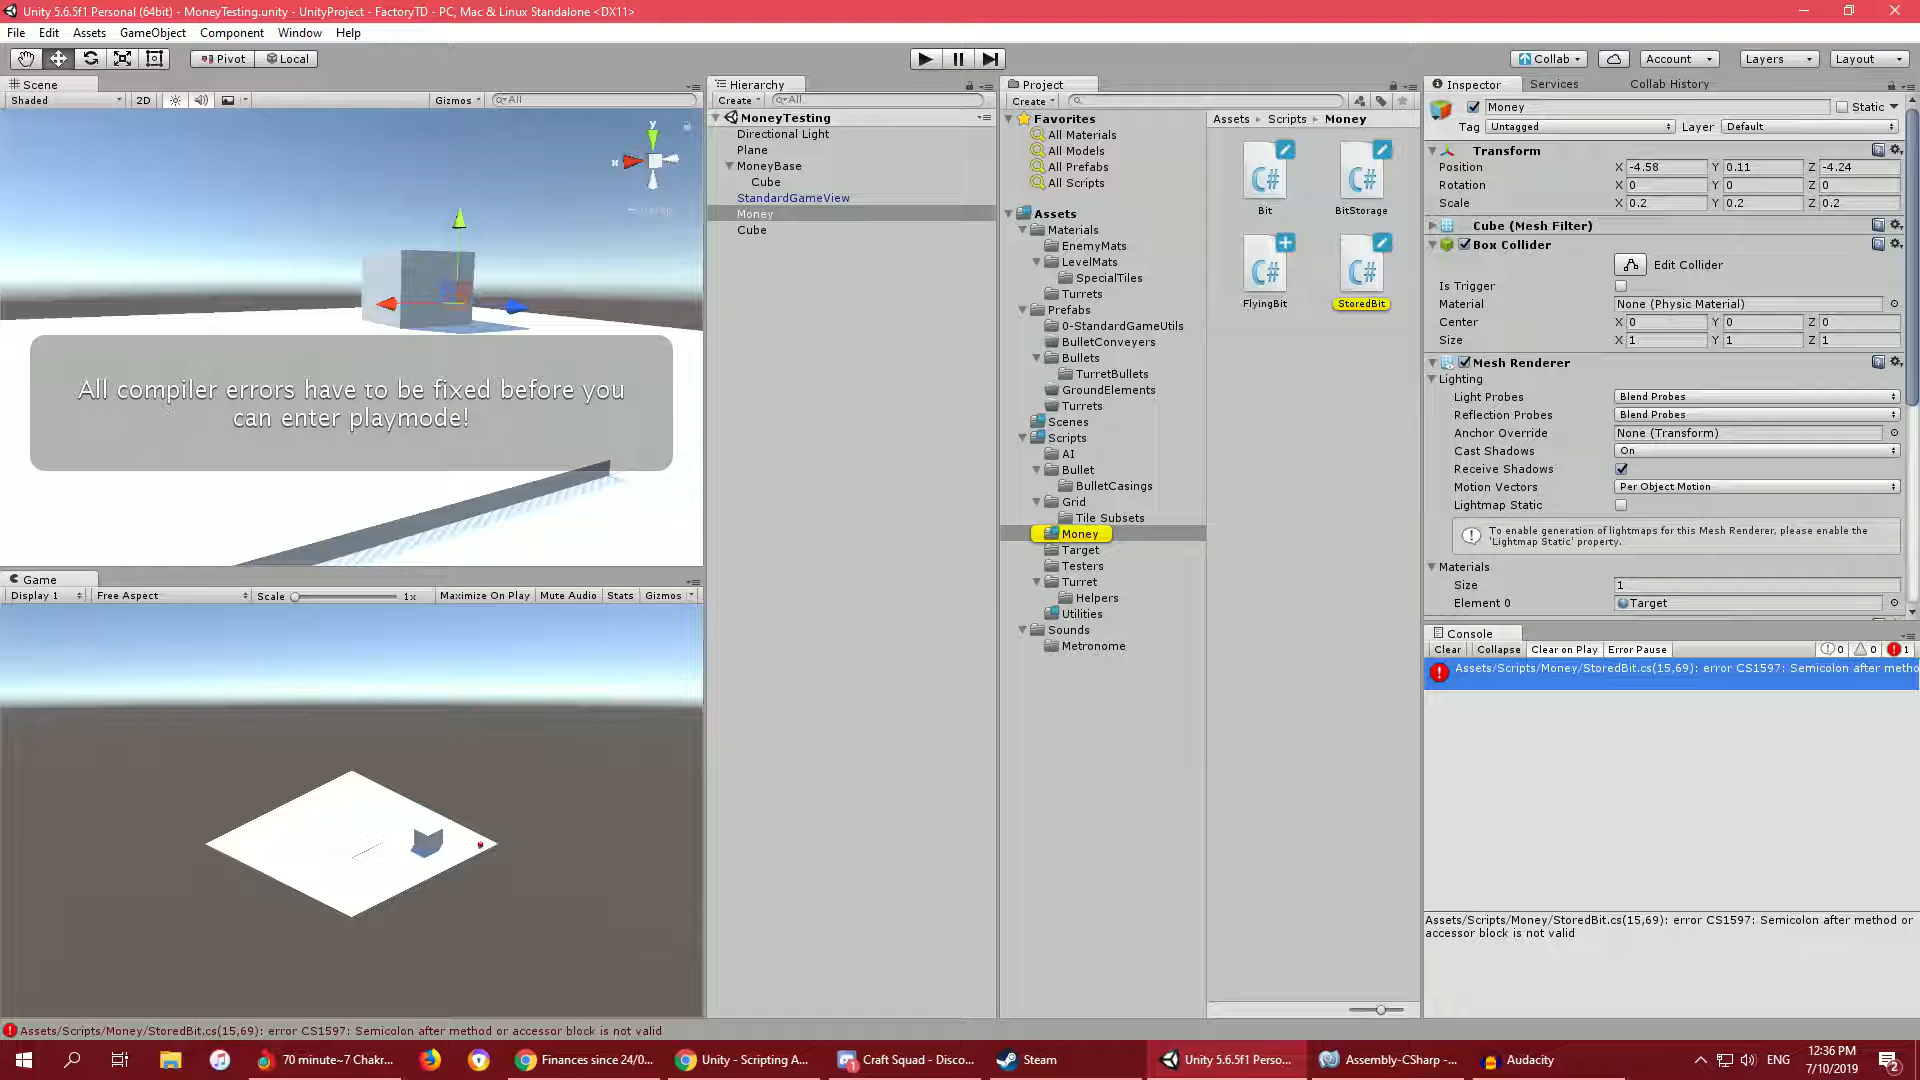 Unity 5.6.5f1 Personal (64bit) - MoneyTesting.unity - UnityProject - FactoryTD - PC, Mac & Linux Standalone <DX11>
File Edit Assets GameObject Component Window Help
Pivot Local Collab Account Layers Layout
Scene
Shaded 2D Gizmos All
y
x
All compiler errors have to be fixed before you
can enter playmode!
Game
Display 1 Free Aspect Scale 1x Maximize On Play Mute Audio Stats Gizmos
Hierarchy
Create All
MoneyTesting
Directional Light
Plane
MoneyBase
Cube
StandardGameView
Money
Cube
Project
Create
Favorites
All Materials
All Models
All Prefabs
All Scripts
Assets
Materials
EnemyMats
LevelMats
SpecialTiles
Turrets
Prefabs
0-StandardGameUtils
BulletConveyers
Bullets
TurretBullets
GroundElements
Turrets
Scenes
Scripts
AI
Bullet
BulletCasings
Grid
Tile Subsets
Money
Target
Testers
Turret
Helpers
Utilities
Sounds
Metronome
Assets Scripts Money
C# C#
Bit BitStorage
C# C#
FlyingBit StoredBit
Inspector Services Collab History
Money Static
Tag Untagged Layer Default
Transform
Position X -4.58 Y 0.11 Z -4.24
Rotation X 0 Y 0 Z 0
Scale X 0.2 Y 0.2 Z 0.2
Cube (Mesh Filter)
Box Collider
Edit Collider
Is Trigger
Material None (Physic Material)
Center X 0 Y 0 Z 0
Size X 1 Y 1 Z 1
Mesh Renderer
Lighting
Light Probes Blend Probes
Reflection Probes Blend Probes
Anchor Override None (Transform)
Cast Shadows On
Receive Shadows
Motion Vectors Per Object Motion
Lightmap Static
To enable generation of lightmaps for this Mesh Renderer, please enable the
'Lightmap Static' property.
Materials
Size 1
Element 0 Target
Console
Clear Collapse Clear on Play Error Pause 0 0 1
Assets/Scripts/Money/StoredBit.cs(15,69): error CS1597: Semicolon after metho
Assets/Scripts/Money/StoredBit.cs(15,69): error CS1597: Semicolon after method or
accessor block is not valid
Assets/Scripts/Money/StoredBit.cs(15,69): error CS1597: Semicolon after method or accessor block is not valid
70 minute~7 Chakr... Finances since 24/0... Unity - Scripting A... Craft Squad - Disco... Steam Unity 5.6.5f1 Perso... Assembly-CSharp -... Audacity ENG
12:36 PM
7/10/2019
2